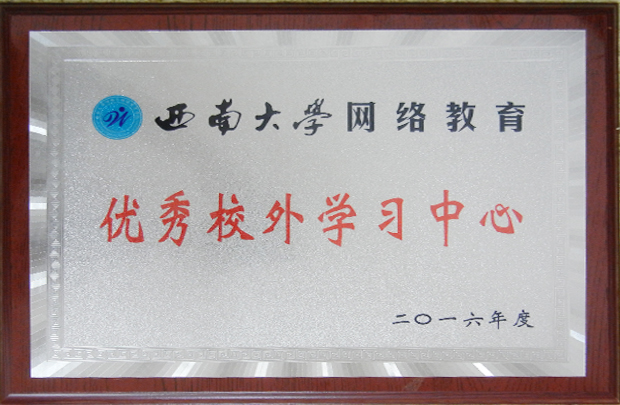 西南大学网络教育
优秀校外学习中心
二〇一六年度